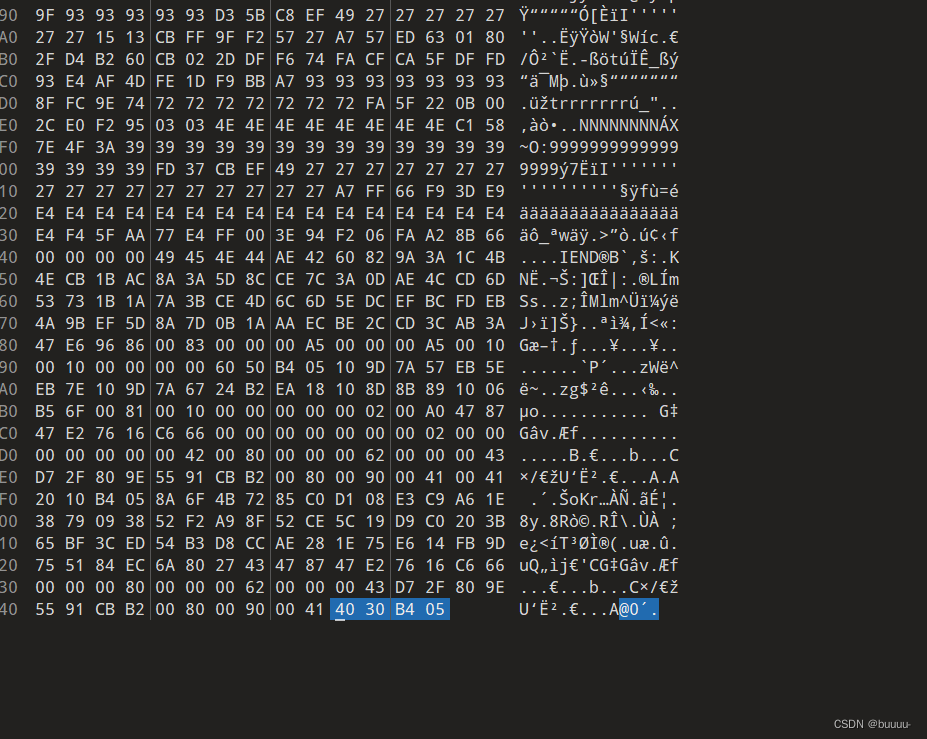 90 9F 93 93 93 93 93 D3 5B C8 EF 49 27 27 27 27 27 Ÿ“““““Ó[ÈïI'''''
A0 27 27 15 13 CB FF 9F F2 57 27 A7 57 ED 63 01 80 ''..ËÿŸòW'§Wíc.€
B0 2F D4 B2 60 CB 02 2D DF F6 74 FA CF CA 5F DF FD /Ô²`Ë.-ßötúÏÊ_ßý
C0 93 E4 AF 4D FE 1D F9 BB A7 93 93 93 93 93 93 93 “ä¯Mþ.ù»§“““““““
D0 8F FC 9E 74 72 72 72 72 72 72 72 FA 5F 22 0B 00 .üžtrrrrrrrú_"..
E0 2C E0 F2 95 03 03 4E 4E 4E 4E 4E 4E 4E 4E C1 58 ,àò•..NNNNNNNNÁX
F0 7E 4F 3A 39 39 39 39 39 39 39 39 39 39 39 39 39 ~O:9999999999999
00 39 39 39 39 FD 37 CB EF 49 27 27 27 27 27 27 27 9999ý7ËïI'''''''
10 27 27 27 27 27 27 27 27 27 27 A7 FF 66 F9 3D E9 ''''''''''§ÿfù=é
20 E4 E4 E4 E4 E4 E4 E4 E4 E4 E4 E4 E4 E4 E4 E4 E4 ääääääääääääääää
30 E4 F4 5F AA 77 E4 FF 00 3E 94 F2 06 FA A2 8B 66 äô_ªwäÿ.>”ò.ú¢‹f
40 00 00 00 00 49 45 4E 44 AE 42 60 82 9A 3A 1C 4B ....IEND®B`‚š:.K
50 4E CB 1B AC 8A 3A 5D 8C CE 7C 3A 0D AE 4C CD 6D NË.¬Š:]ŒÎ|:.®LÍm
60 53 73 1B 1A 7A 3B CE 4D 6C 6D 5E DC EF BC FD EB Ss..z;ÎMlm^Üï¼ýë
70 4A 9B EF 5D 8A 7D 0B 1A AA EC BE 2C CD 3C AB 3A J›ï]Š}..ªì¾,Í<«:
80 47 E6 96 86 00 83 00 00 00 A5 00 00 00 A5 00 10 Gæ–†.ƒ...¥...¥..
90 00 10 00 00 00 00 60 50 B4 05 10 9D 7A 57 EB 5E ......`P´...zWë^
A0 EB 7E 10 9D 7A 67 24 B2 EA 18 10 8D 8B 89 10 06 ë~..zg$²ê...‹‰..
B0 B5 6F 00 81 00 10 00 00 00 00 00 02 00 A0 47 87 µo........... G‡
C0 47 E2 76 16 C6 66 00 00 00 00 00 00 00 02 00 00 Gâv.Æf..........
D0 00 00 00 00 00 42 00 80 00 00 00 62 00 00 00 43 .....B.€...b...C
E0 D7 2F 80 9E 55 91 CB B2 00 80 00 90 00 41 00 41 ×/€žU‘Ë².€...A.A
F0 20 10 B4 05 8A 6F 4B 72 85 C0 D1 08 E3 C9 A6 1E  .´.ŠoKr…ÀÑ.ãÉ¦.
00 38 79 09 38 52 F2 A9 8F 52 CE 5C 19 D9 C0 20 3B 8y.8Rò©.RÎ\.ÙÀ ;
10 65 BF 3C ED 54 B3 D8 CC AE 28 1E 75 E6 14 FB 9D e¿<íT³ØÌ®(.uæ.û.
20 75 51 84 EC 6A 80 27 43 47 87 47 E2 76 16 C6 66 uQ„ìj€'CG‡Gâv.Æf
30 00 00 00 80 00 00 00 62 00 00 00 43 D7 2F 80 9E ...€...b...C×/€ž
40 55 91 CB B2 00 80 00 90 00 41 40 30 B4 05 U‘Ë².€...A@0´.
CSDN @buuuu-